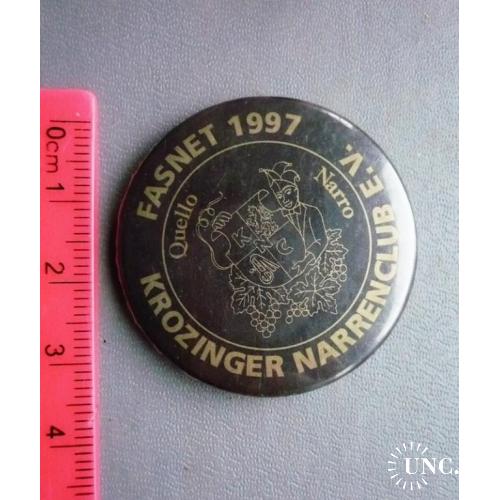 FASNET 1997
KROZINGER NARRENCLUB E.V.
Quello
Narro
K N C
0cm 1 2 3 4
UNC.